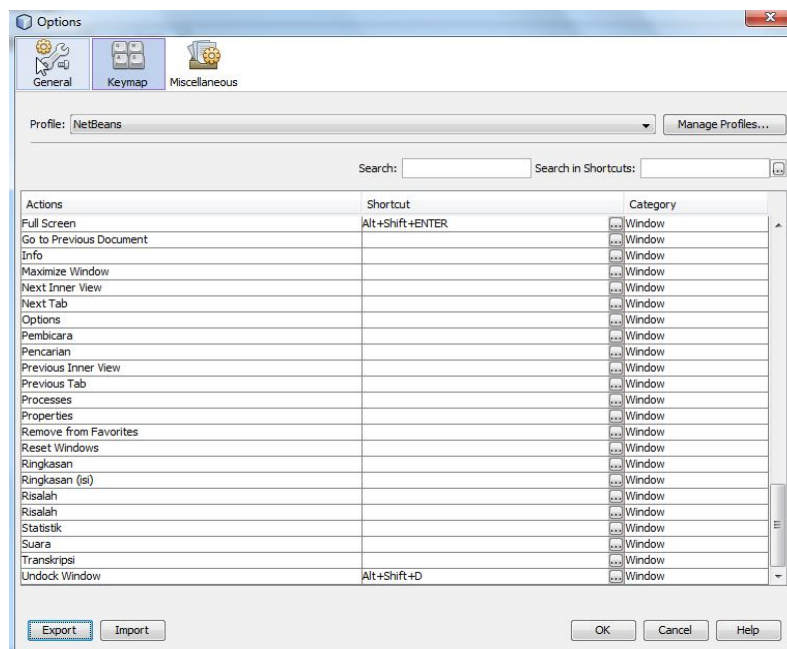 Options
General Keymap Miscellaneous
Profile: NetBeans Manage Profiles...
Search: Search in Shortcuts: ...
Actions Shortcut Category
Full Screen Alt+Shift+ENTER ... Window
Go to Previous Document ... Window
Info ... Window
Maximize Window ... Window
Next Inner View ... Window
Next Tab ... Window
Options ... Window
Pembicara ... Window
Pencarian ... Window
Previous Inner View ... Window
Previous Tab ... Window
Processes ... Window
Properties ... Window
Remove from Favorites ... Window
Reset Windows ... Window
Ringkasan ... Window
Ringkasan (isi) ... Window
Risalah ... Window
Risalah ... Window
Statistik ... Window
Suara ... Window
Transkripsi ... Window
Undock Window Alt+Shift+D ... Window
Export Import OK Cancel Help